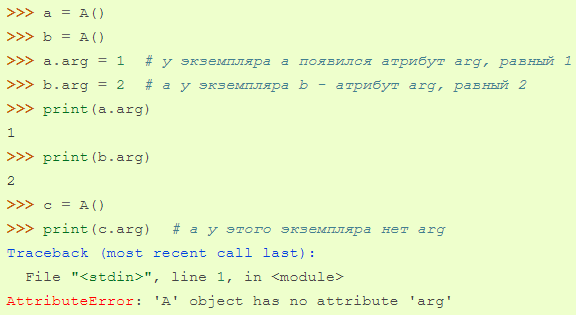 >>> a = A()
>>> b = A()
>>> a.arg = 1  # у экземпляра a появился атрибут arg, равный 1
>>> b.arg = 2  # а у экземпляра b - атрибут arg, равный 2
>>> print(a.arg)
1
>>> print(b.arg)
2
>>> c = A()
>>> print(c.arg)  # а у этого экземпляра нет arg
Traceback (most recent call last):
  File "<stdin>", line 1, in <module>
AttributeError: 'A' object has no attribute 'arg'